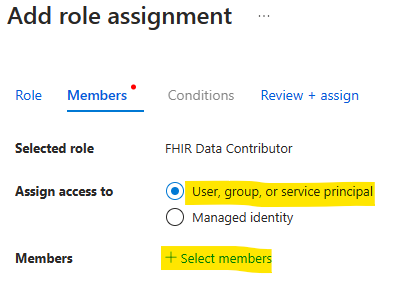 Add role assignment ...
Role Members Conditions Review + assign
Selected role FHIR Data Contributor
Assign access to User, group, or service principal
Managed identity
Members + Select members